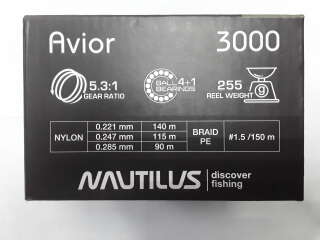 Avior 3000
5.3:1 GEAR RATIO
BALL BEARINGS 4+1
255 REEL WEIGHT g
NYLON 0.221 mm 140 m BRAID PE #1.5 /150 m
0.247 mm 115 m
0.285 mm 90 m
NAUTILUS discover fishing